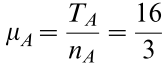 μ_A = T_A / n_A = 16 / 3